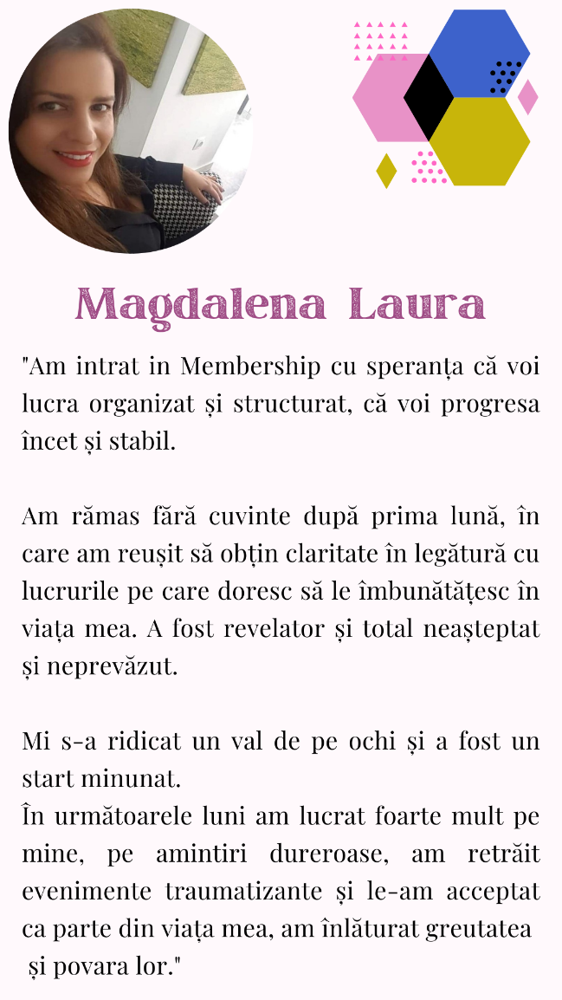 Magdalena Laura
"Am intrat in Membership cu speranța că voi
lucra organizat și structurat, că voi progresa
încet și stabil.
Am rămas fără cuvinte după prima lună, în
care am reușit să obțin claritate în legătură cu
lucrurile pe care doresc să le îmbunătățesc în
viața mea. A fost revelator și total neașteptat
și neprevăzut.
Mi s-a ridicat un val de pe ochi și a fost un
start minunat.
În următoarele luni am lucrat foarte mult pe
mine, pe amintiri dureroase, am retrăit
evenimente traumatizante și le-am acceptat
ca parte din viața mea, am înlăturat greutatea
și povara lor."